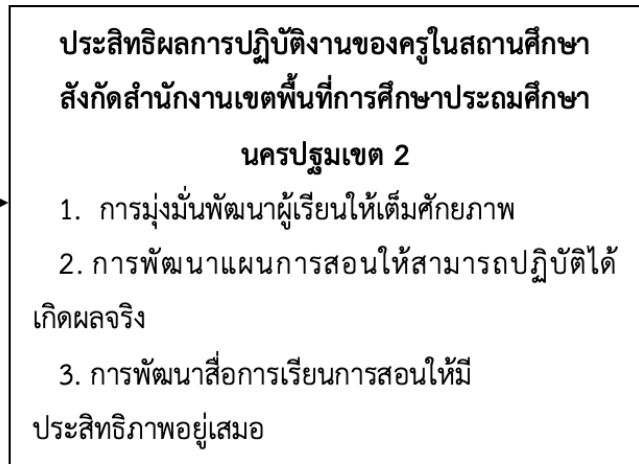 ประสิทธิผลการปฏิบัติงานของครูในสถานศึกษา
สังกัดสำนักงานเขตพื้นที่การศึกษาประถมศึกษา
นครปฐมเขต 2
1. การมุ่งมั่นพัฒนาผู้เรียนให้เต็มศักยภาพ
2. การพัฒนาแผนการสอนให้สามารถปฏิบัติได้
เกิดผลจริง
3. การพัฒนาสื่อการเรียนการสอนให้มี
ประสิทธิภาพอยู่เสมอ